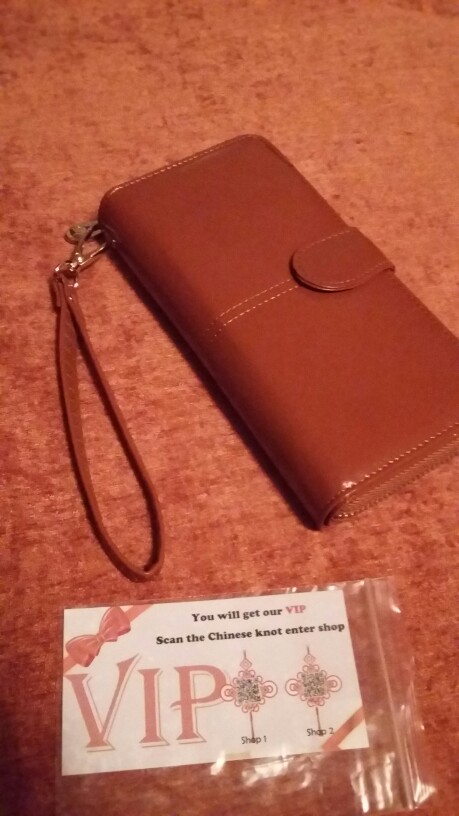 You will get our VIP
Scan the Chinese knot enter shop
VIP
Shop 1
Shop 2